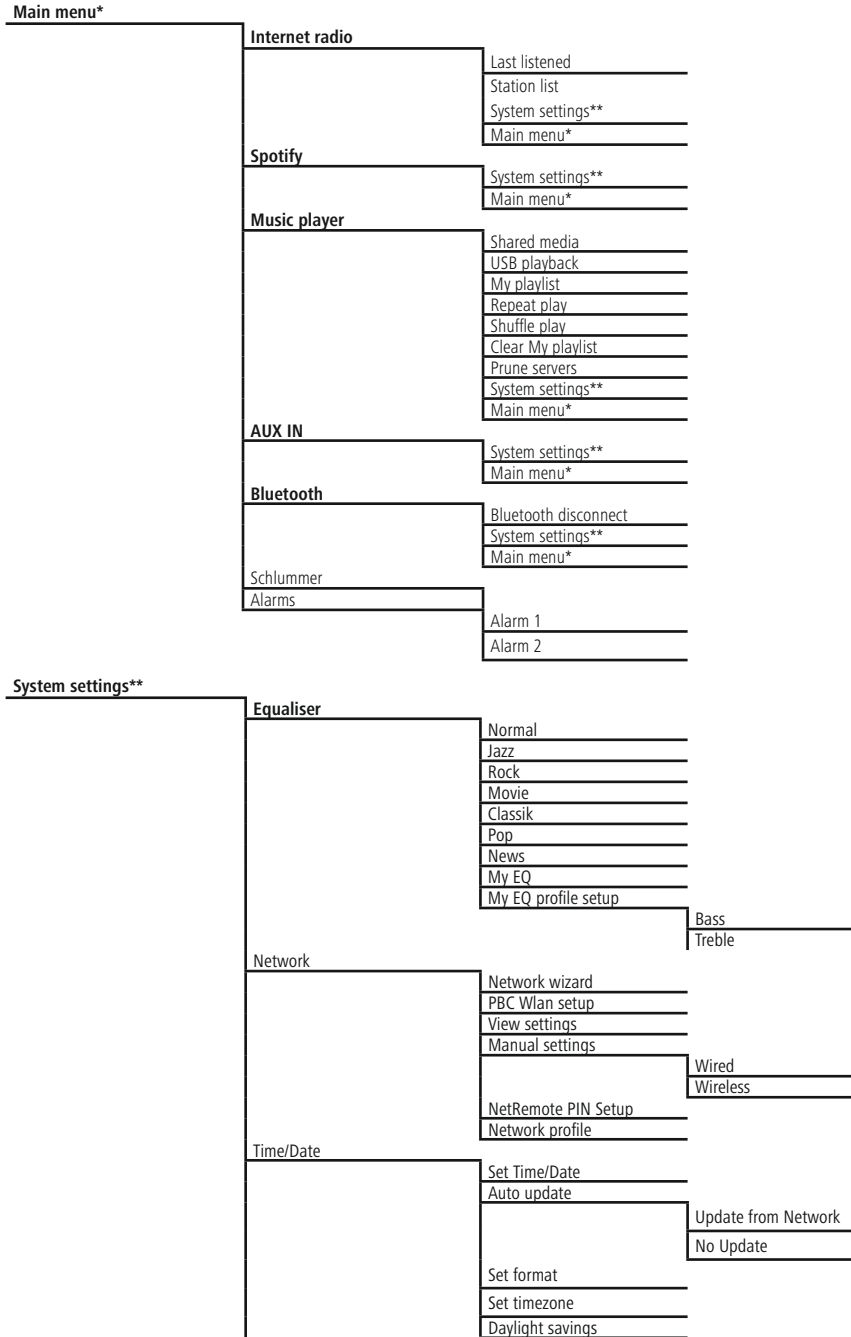 Main menu*
Internet radio
Last listened
Station list
System settings**
Main menu*
Spotify
System settings**
Main menu*
Music player
Shared media
USB playback
My playlist
Repeat play
Shuffle play
Clear My playlist
Prune servers
System settings**
Main menu*
AUX IN
System settings**
Main menu*
Bluetooth
Bluetooth disconnect
System settings**
Main menu*
Schlummer
Alarms
Alarm 1
Alarm 2
System settings**
Equaliser
Normal
Jazz
Rock
Movie
Classik
Pop
News
My EQ
My EQ profile setup
Bass
Treble
Network
Network wizard
PBC Wlan setup
View settings
Manual settings
Wired
Wireless
NetRemote PIN Setup
Network profile
Time/Date
Set Time/Date
Auto update
Update from Network
No Update
Set format
Set timezone
Daylight savings